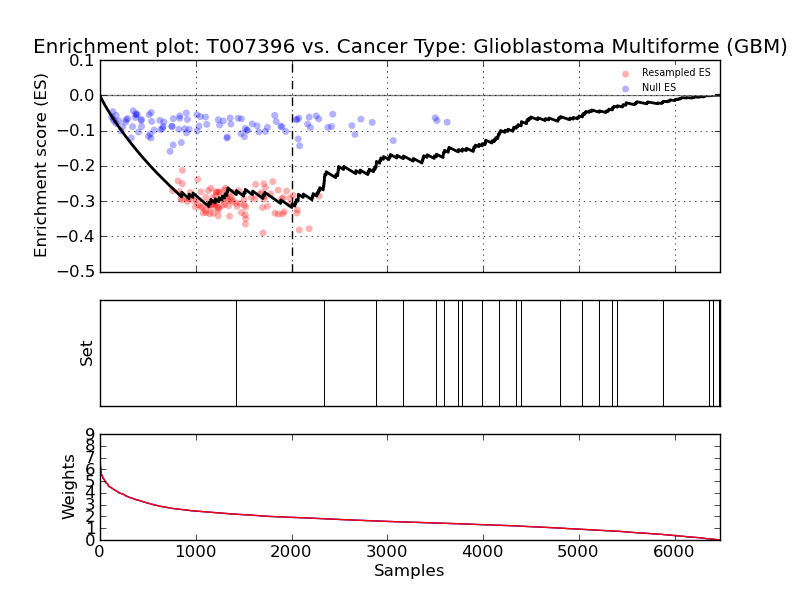 Enrichment plot: T007396 vs. Cancer Type: Glioblastoma Multiforme (GBM)
0.1
0.0
−0.1
−0.2
−0.3
−0.4
−0.5
Enrichment score (ES)
Resampled ES
Null ES
Set
9
8
7
6
5
4
3
2
1
0
Weights
0 1000 2000 3000 4000 5000 6000
Samples